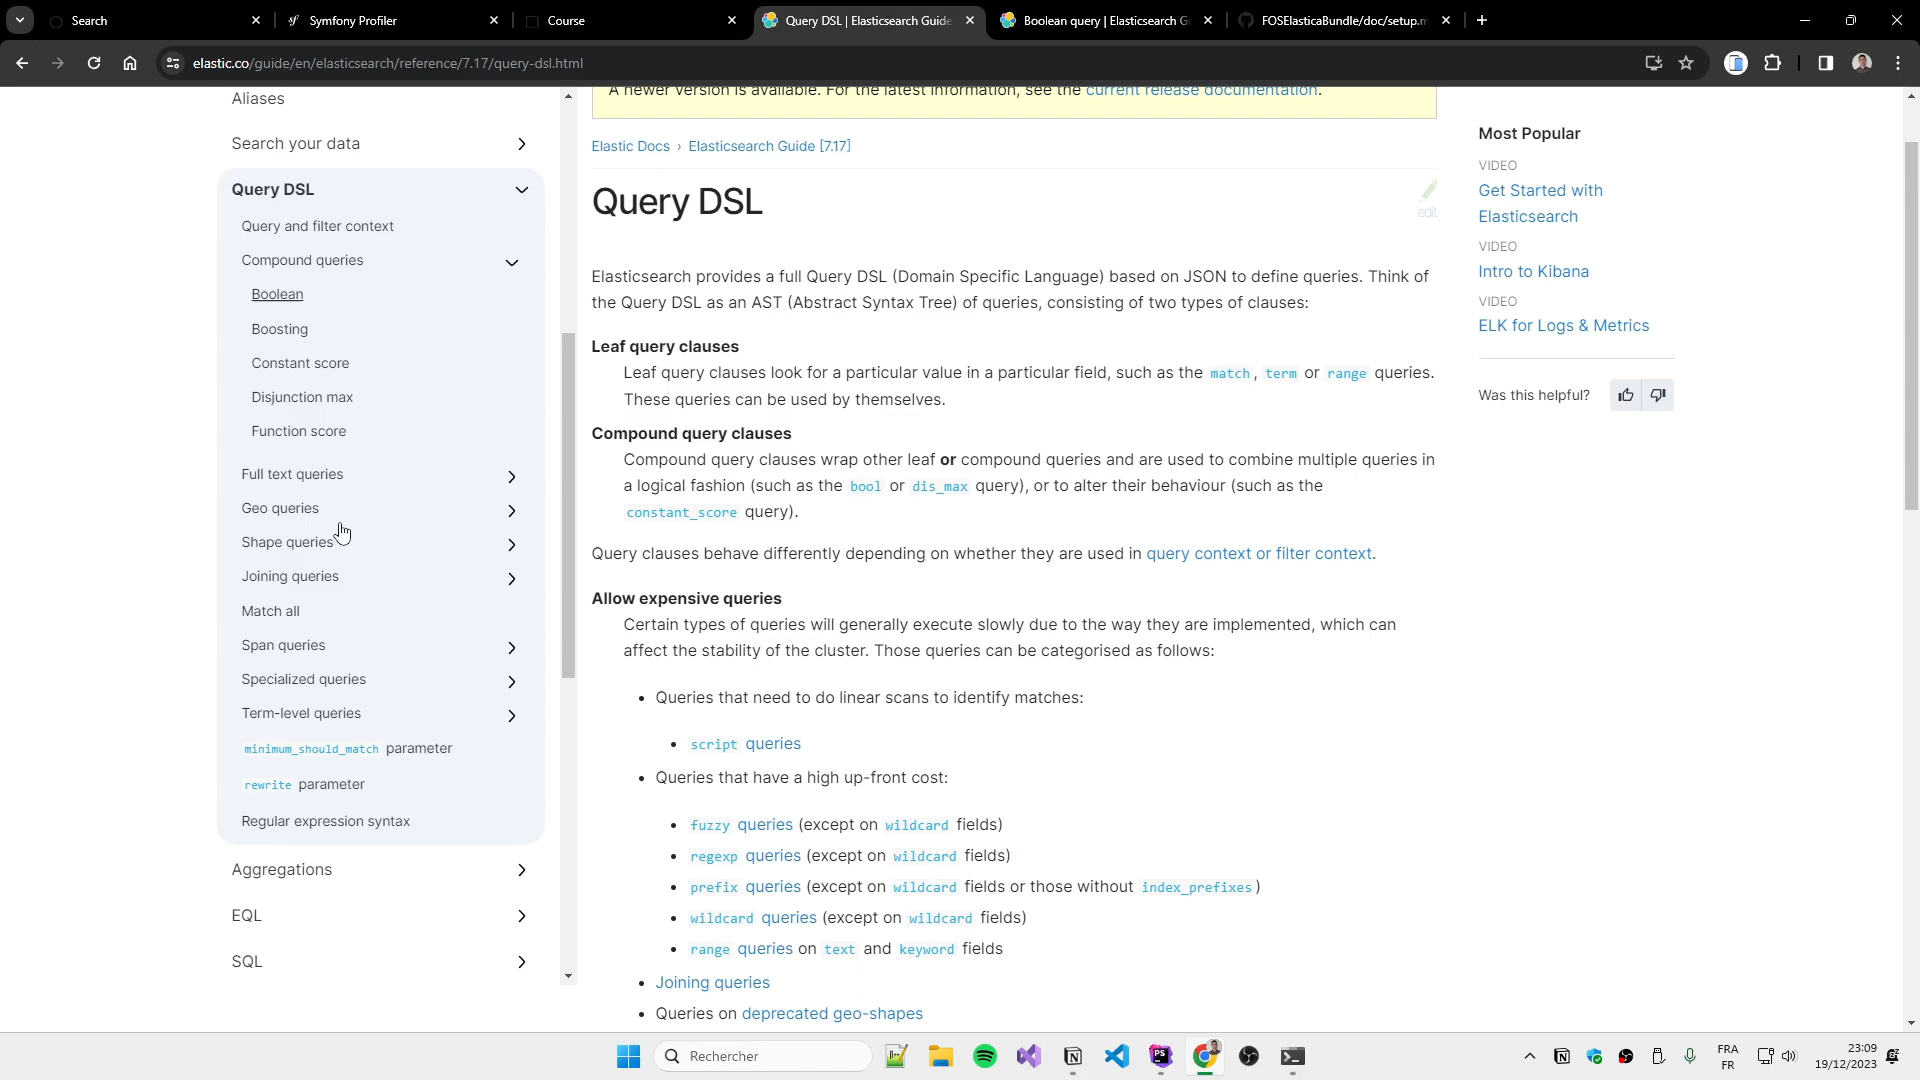 Search
Symfony Profiler
Course
Query DSL | Elasticsearch Guide
Boolean query | Elasticsearch G
FOSElasticaBundle/doc/setup.m
elastic.co/guide/en/elasticsearch/reference/7.17/query-dsl.html
Aliases
Search your data
Query DSL
Query and filter context
Compound queries
Boolean
Boosting
Constant score
Disjunction max
Function score
Full text queries
Geo queries
Shape queries
Joining queries
Match all
Span queries
Specialized queries
Term-level queries
minimum_should_match parameter
rewrite parameter
Regular expression syntax
Aggregations
EQL
SQL
A newer version is available. For the latest information, see the current release documentation.
Elastic Docs › Elasticsearch Guide [7.17]
Query DSL
edit
Elasticsearch provides a full Query DSL (Domain Specific Language) based on JSON to define queries. Think of
the Query DSL as an AST (Abstract Syntax Tree) of queries, consisting of two types of clauses:
Leaf query clauses
Leaf query clauses look for a particular value in a particular field, such as the match, term or range queries.
These queries can be used by themselves.
Compound query clauses
Compound query clauses wrap other leaf or compound queries and are used to combine multiple queries in
a logical fashion (such as the bool or dis_max query), or to alter their behaviour (such as the
constant_score query).
Query clauses behave differently depending on whether they are used in query context or filter context.
Allow expensive queries
Certain types of queries will generally execute slowly due to the way they are implemented, which can
affect the stability of the cluster. Those queries can be categorised as follows:
• Queries that need to do linear scans to identify matches:
• script queries
• Queries that have a high up-front cost:
• fuzzy queries (except on wildcard fields)
• regexp queries (except on wildcard fields)
• prefix queries (except on wildcard fields or those without index_prefixes)
• wildcard queries (except on wildcard fields)
• range queries on text and keyword fields
• Joining queries
• Queries on deprecated geo-shapes
Most Popular
VIDEO
Get Started with
Elasticsearch
VIDEO
Intro to Kibana
VIDEO
ELK for Logs & Metrics
Was this helpful?
Rechercher
FRA
FR
23:09
19/12/2023